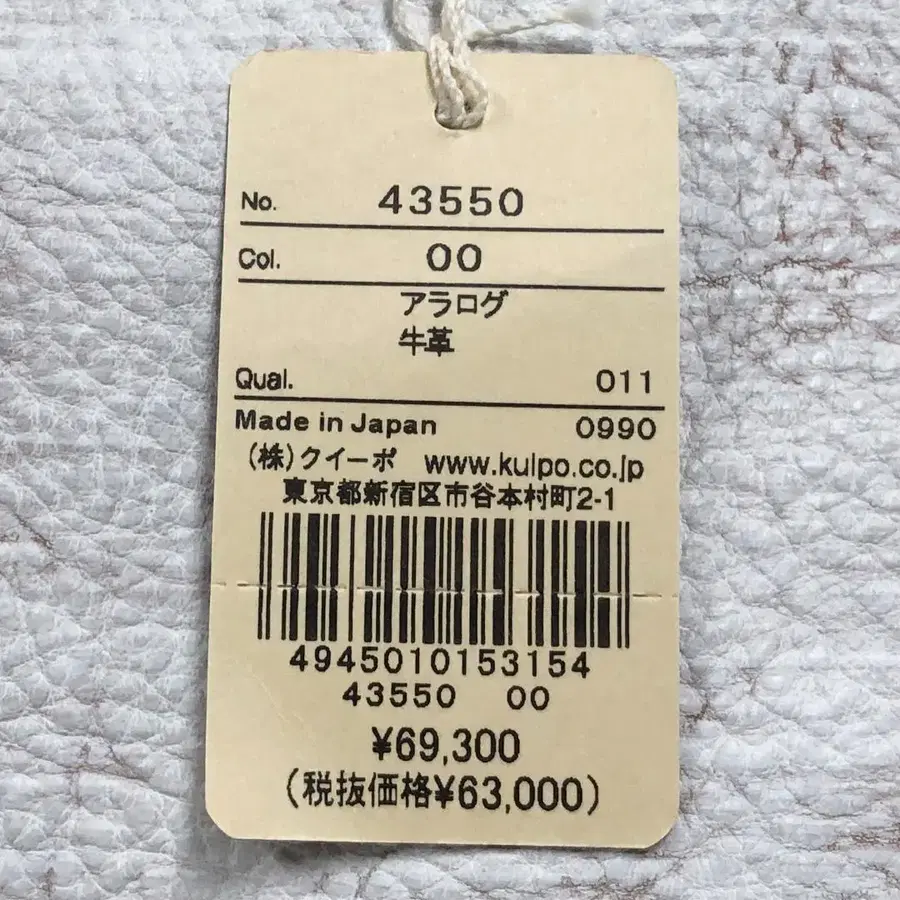 No. 43550
Col. 00
アラログ
牛革
Qual. 011
Made in Japan 0990
(株)クイーポ www.kuipo.co.jp
東京都新宿区市谷本村町2-1
4945010153154
43550 00
¥69,300
(税抜価格¥63,000)